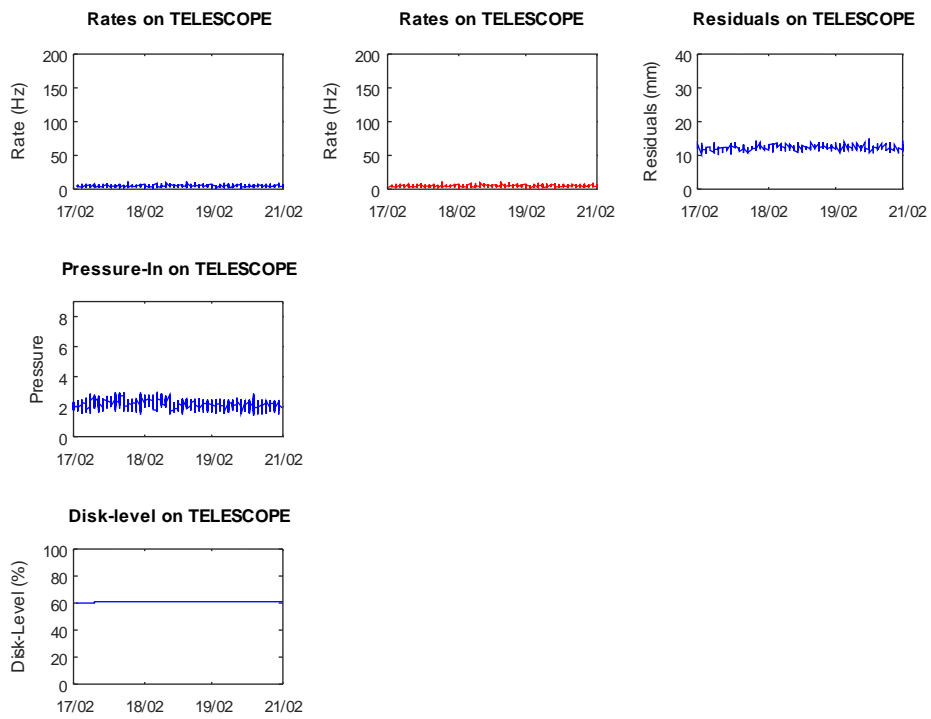 Rates on TELESCOPE
Rate (Hz)
200
150
100
50
0
17/02 18/02 19/02 21/02
Rates on TELESCOPE
Rate (Hz)
200
150
100
50
0
17/02 18/02 19/02 21/02
Residuals on TELESCOPE
Residuals (mm)
40
30
20
10
0
17/02 18/02 19/02 21/02
Pressure-In on TELESCOPE
Pressure
8
6
4
2
0
17/02 18/02 19/02 21/02
Disk-level on TELESCOPE
Disk-Level (%)
100
80
60
40
20
0
17/02 18/02 19/02 21/02